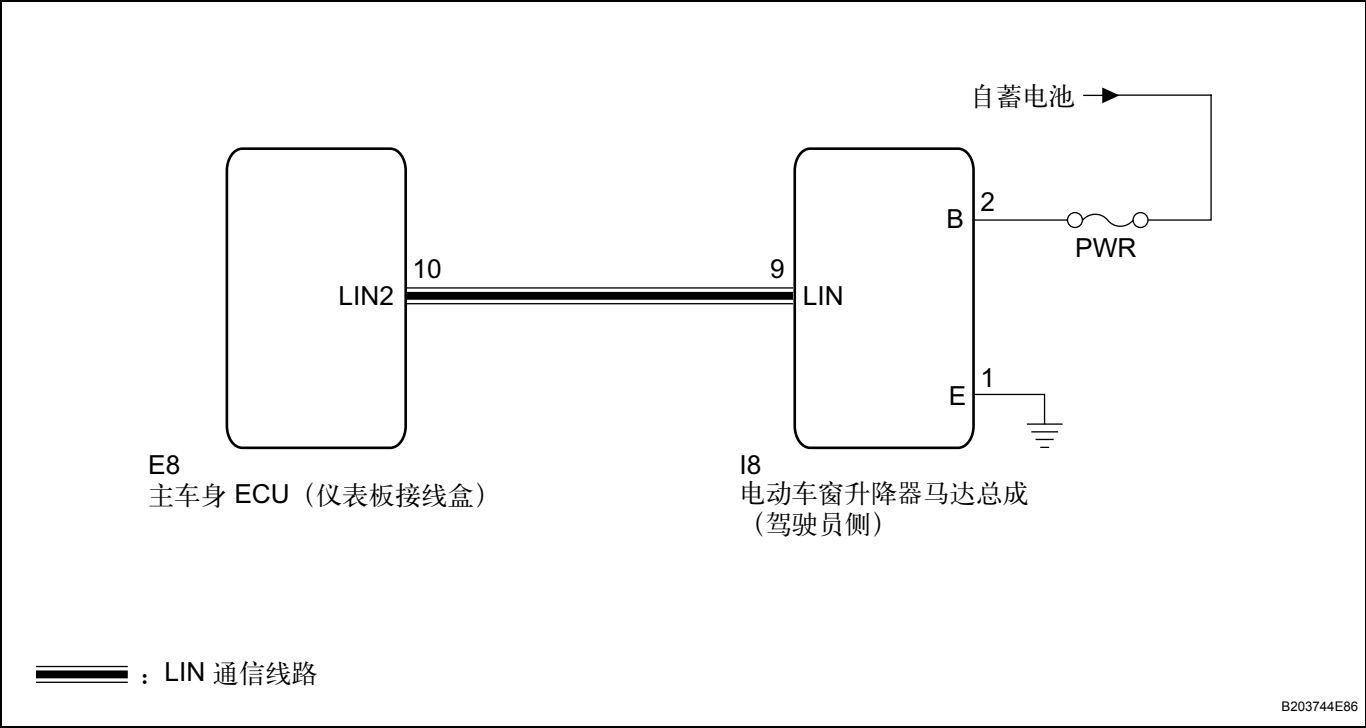 自蓄电池
2
B
PWR
10
9
LIN2
LIN
1
E
E8
主车身 ECU（仪表板接线盒）
I8
电动车窗升降器马达总成
（驾驶员侧）
：LIN 通信线路
B203744E86